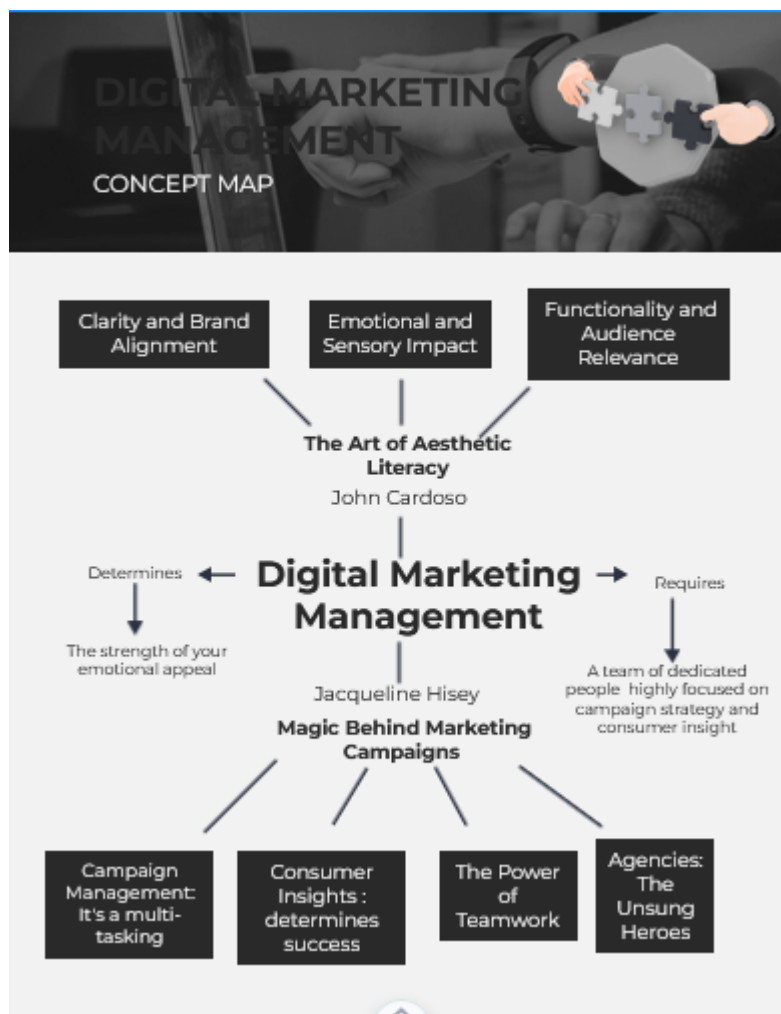 DIGITAL MARKETING
MANAGEMENT
CONCEPT MAP
Clarity and Brand
Alignment
Emotional and
Sensory Impact
Functionality and
Audience
Relevance
The Art of Aesthetic
Literacy
John Cardoso
Determines
Digital Marketing
Management
Requires
The strength of your
emotional appeal
A team of dedicated
people highly focused on
campaign strategy and
consumer insight
Jacqueline Hisey
Magic Behind Marketing
Campaigns
Campaign
Management:
It's a multi-
tasking
Consumer
Insights :
determines
success
The Power
of
Teamwork
Agencies:
The
Unsung
Heroes